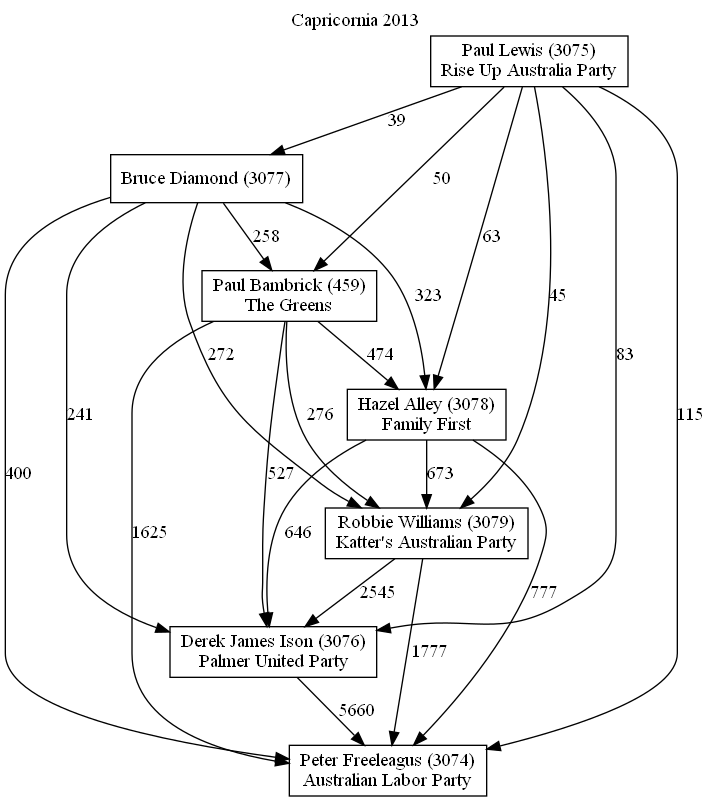 Capricornia 2013
Paul Lewis (3075)
Rise Up Australia Party
39
Bruce Diamond (3077)
50
258
63
Paul Bambrick (459)
The Greens
323
45
272
474
83
Hazel Alley (3078)
Family First
241
276
115
400
527
673
Robbie Williams (3079)
Katter's Australian Party
1625
646
2545
777
Derek James Ison (3076)
Palmer United Party
1777
5660
Peter Freeleagus (3074)
Australian Labor Party